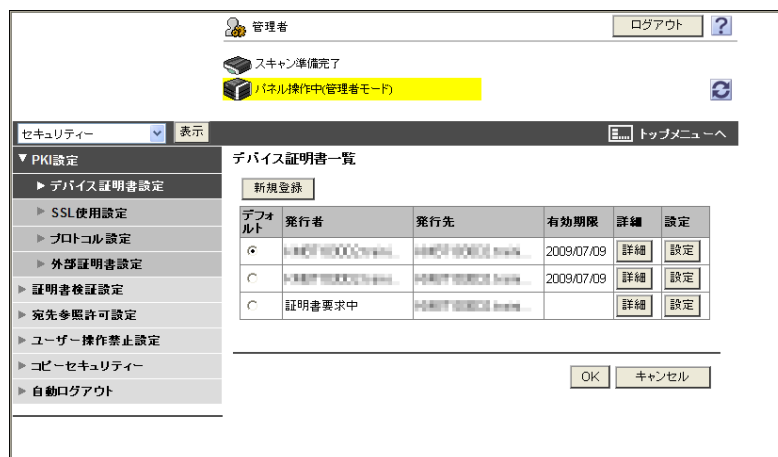 管理者
ログアウト
?
スキャン準備完了
パネル操作中(管理者モード)
セキュリティー
表示
トップメニューへ
PKI設定
デバイス証明書設定
SSL使用設定
プロトコル設定
外部証明書設定
証明書検証設定
宛先参照許可設定
ユーザー操作禁止設定
コピーセキュリティー
自動ログアウト
デバイス証明書一覧
新規登録
デフォルト 発行者 発行先 有効期限 詳細 設定
2009/07/09 詳細 設定
2009/07/09 詳細 設定
証明書要求中 詳細 設定
OK キャンセル